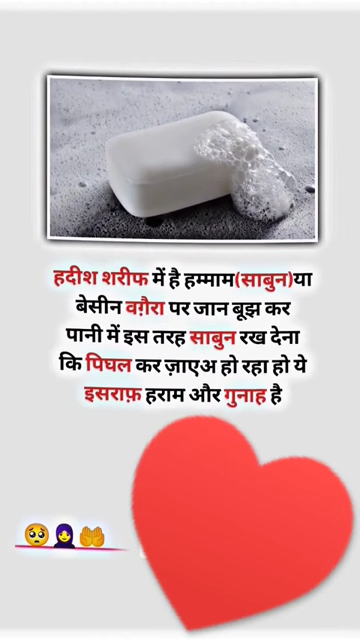 हदीश शरीफ में है हम्माम(साबुन)या
बेसीन वग़ैरा पर जान बूझ कर
पानी में इस तरह साबुन रख देना
कि पिघल कर ज़ाएअ हो रहा हो ये
इसराफ़ हराम और गुनाह है